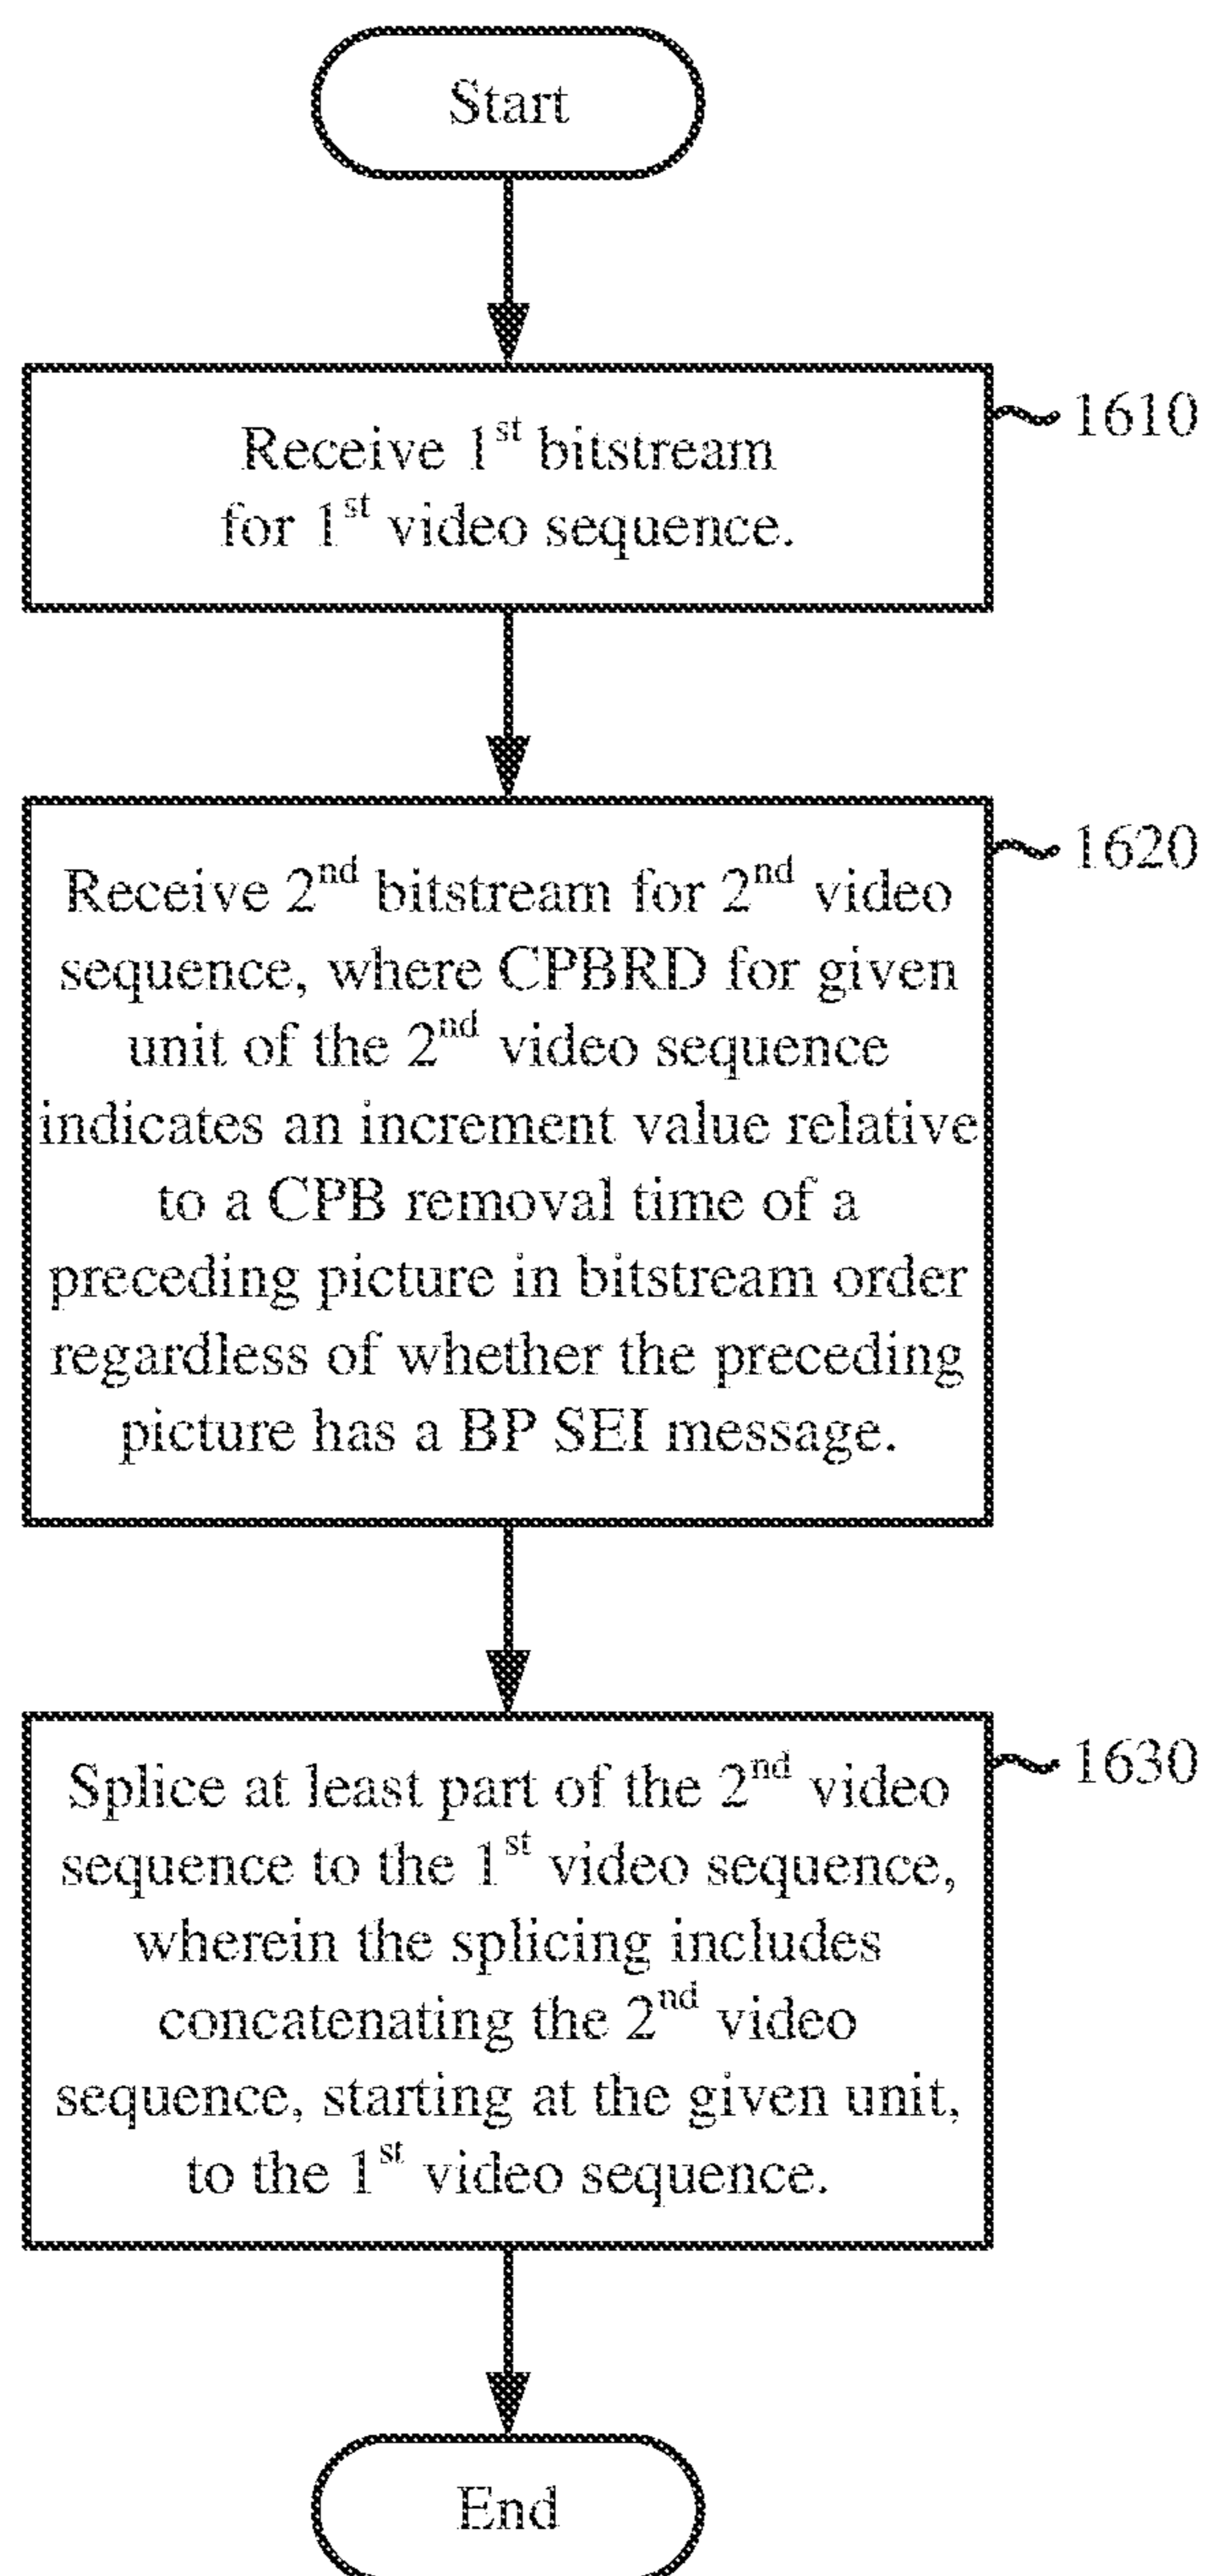 Start
Receive 1st bitstream
for 1st video sequence.
1610
Receive 2nd bitstream for 2nd video
sequence, where CPBRD for given
unit of the 2nd video sequence
indicates an increment value relative
to a CPB removal time of a
preceding picture in bitstream order
regardless of whether the preceding
picture has a BP SEI message.
1620
Splice at least part of the 2nd video
sequence to the 1st video sequence,
wherein the splicing includes
concatenating the 2nd video
sequence, starting at the given unit,
to the 1st video sequence.
1630
End